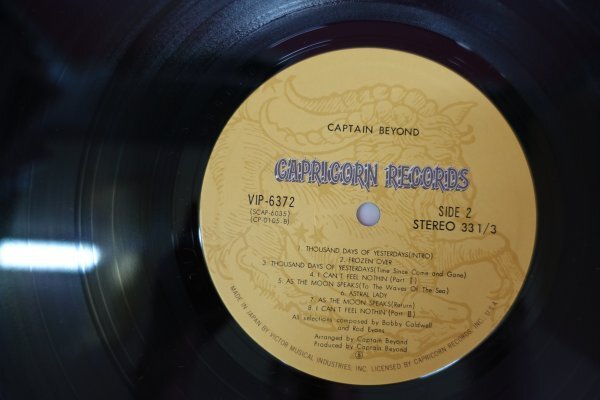 CAPTAIN BEYOND
CAPRICORN RECORDS
VIP-6372
(SCAP-6035)
(CP-0105 B)
SIDE 2
STEREO 33 1/3
1. THOUSAND DAYS OF YESTERDAYS(INTRO)
2. FROZEN OVER
3. THOUSAND DAYS OF YESTERDAYS(Time Since Come and Gone)
4. I CAN'T FEEL NOTHIN'(Part I)
5. AS THE MOON SPEAKS(To The Waves Of The Sea)
6. ASTRAL LADY
7. AS THE MOON SPEAKS(Return)
8. I CAN'T FEEL NOTHIN'(Part II)
All selections composed by Bobby Caldwell
and Rod Evans
Arranged by Captain Beyond
Produced by Captain Beyond
MADE IN JAPAN BY VICTOR MUSICAL INDUSTRIES, INC. LICENSED BY CAPRICORN RECORDS INC. U.S.A.